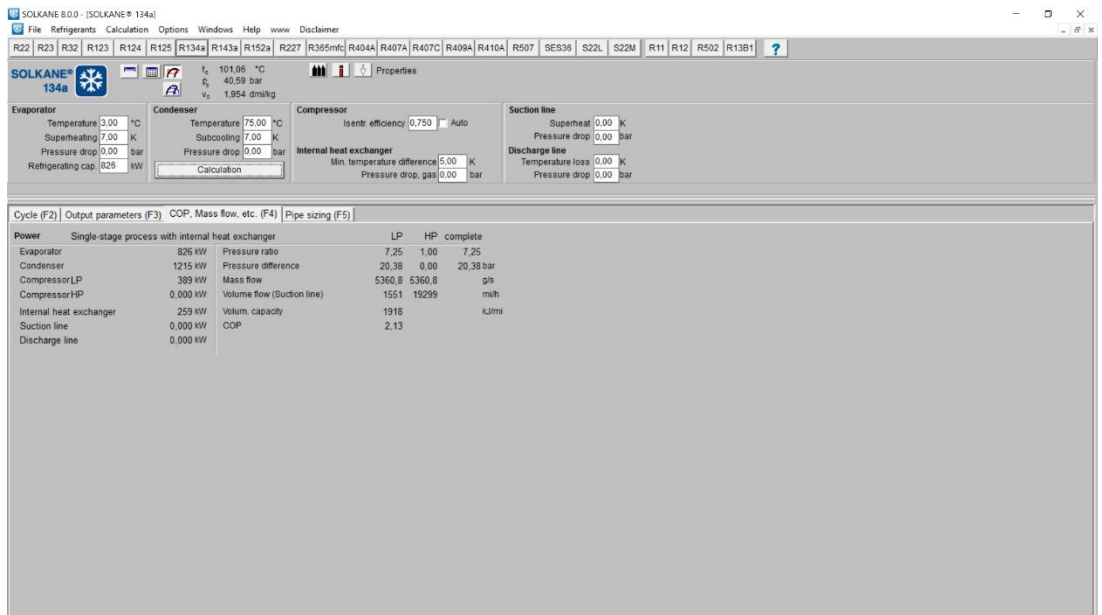 SOLKANE 8.0.0 - [SOLKANE® 134a]
File Refrigerants Calculation Options Windows Help www Disclaimer
R22 R23 R32 R123 R124 R125 R134a R143a R152a R227 R365mfc R404A R407A R407C R409A R410A R507 SES36 S22L S22M R11 R12 R502 R13B1 ?
SOLKANE® 134a
tc 101,06 °C
pc 40,59 bar
vc 1,954 dmi/kg
Properties
Evaporator
Temperature 3,00 °C
Superheating 7,00 K
Pressure drop 0,00 bar
Refrigerating cap. 826 kW
Condenser
Temperature 75,00 °C
Subcooling 7.00 K
Pressure drop 0,00 bar
Calculation
Compressor
Isentr. efficiency 0,750 Auto
Internal heat exchanger
Min. temperature difference 5,00 K
Pressure drop, gas 0,00 bar
Suction line
Superheat 0,00 K
Pressure drop 0,00 bar
Discharge line
Temperature loss 0,00 K
Pressure drop 0,00 bar
Cycle (F2) Output parameters (F3) COP, Mass flow, etc. (F4) Pipe sizing (F5)
Power Single-stage process with internal heat exchanger LP HP complete
Evaporator 826 kW Pressure ratio 7,25 1,00 7,25
Condenser 1215 kW Pressure difference 20,38 0,00 20,38 bar
CompressorLP 389 kW Mass flow 5360,8 5360,8 g/s
CompressorHP 0,000 kW Volume flow (Suction line) 1551 19299 mi/h
Internal heat exchanger 259 kW Volum. capacity 1918 kJ/mi
Suction line 0,000 kW COP 2,13
Discharge line 0,000 kW